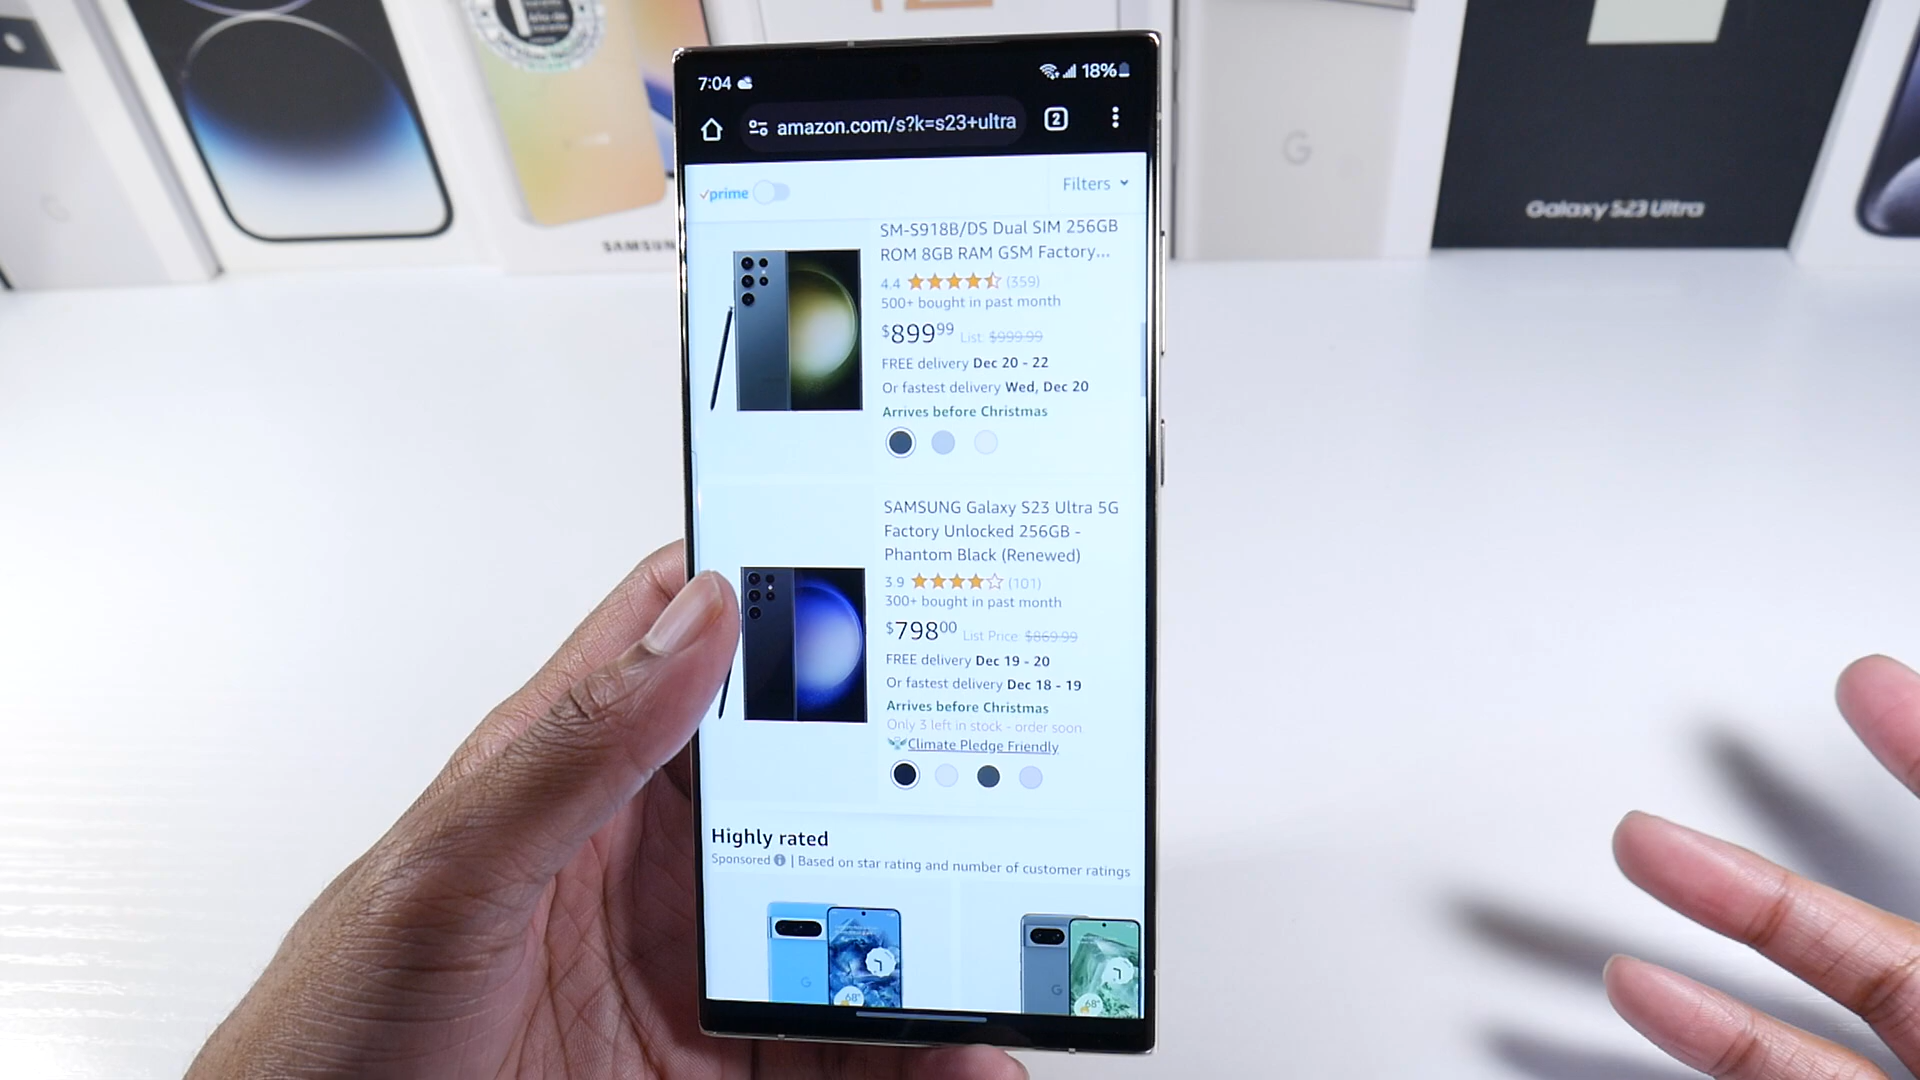 7:04
18%
amazon.com/s?k=s23+ultra
2
prime
Filters
SM-S918B/DS Dual SIM 256GB
ROM 8GB RAM GSM Factory...
4.4 (359)
500+ bought in past month
$899⁹⁹ List: $999.99
FREE delivery Dec 20 - 22
Or fastest delivery Wed, Dec 20
Arrives before Christmas
SAMSUNG Galaxy S23 Ultra 5G
Factory Unlocked 256GB -
Phantom Black (Renewed)
3.9 (101)
300+ bought in past month
$798⁰⁰ List Price: $869.99
FREE delivery Dec 19 - 20
Or fastest delivery Dec 18 - 19
Arrives before Christmas
Only 3 left in stock - order soon
Climate Pledge Friendly
Highly rated
Sponsored | Based on star rating and number of customer ratings
G
68°
G
68°
SAMSUN
G
G
Galaxy S23 Ultra